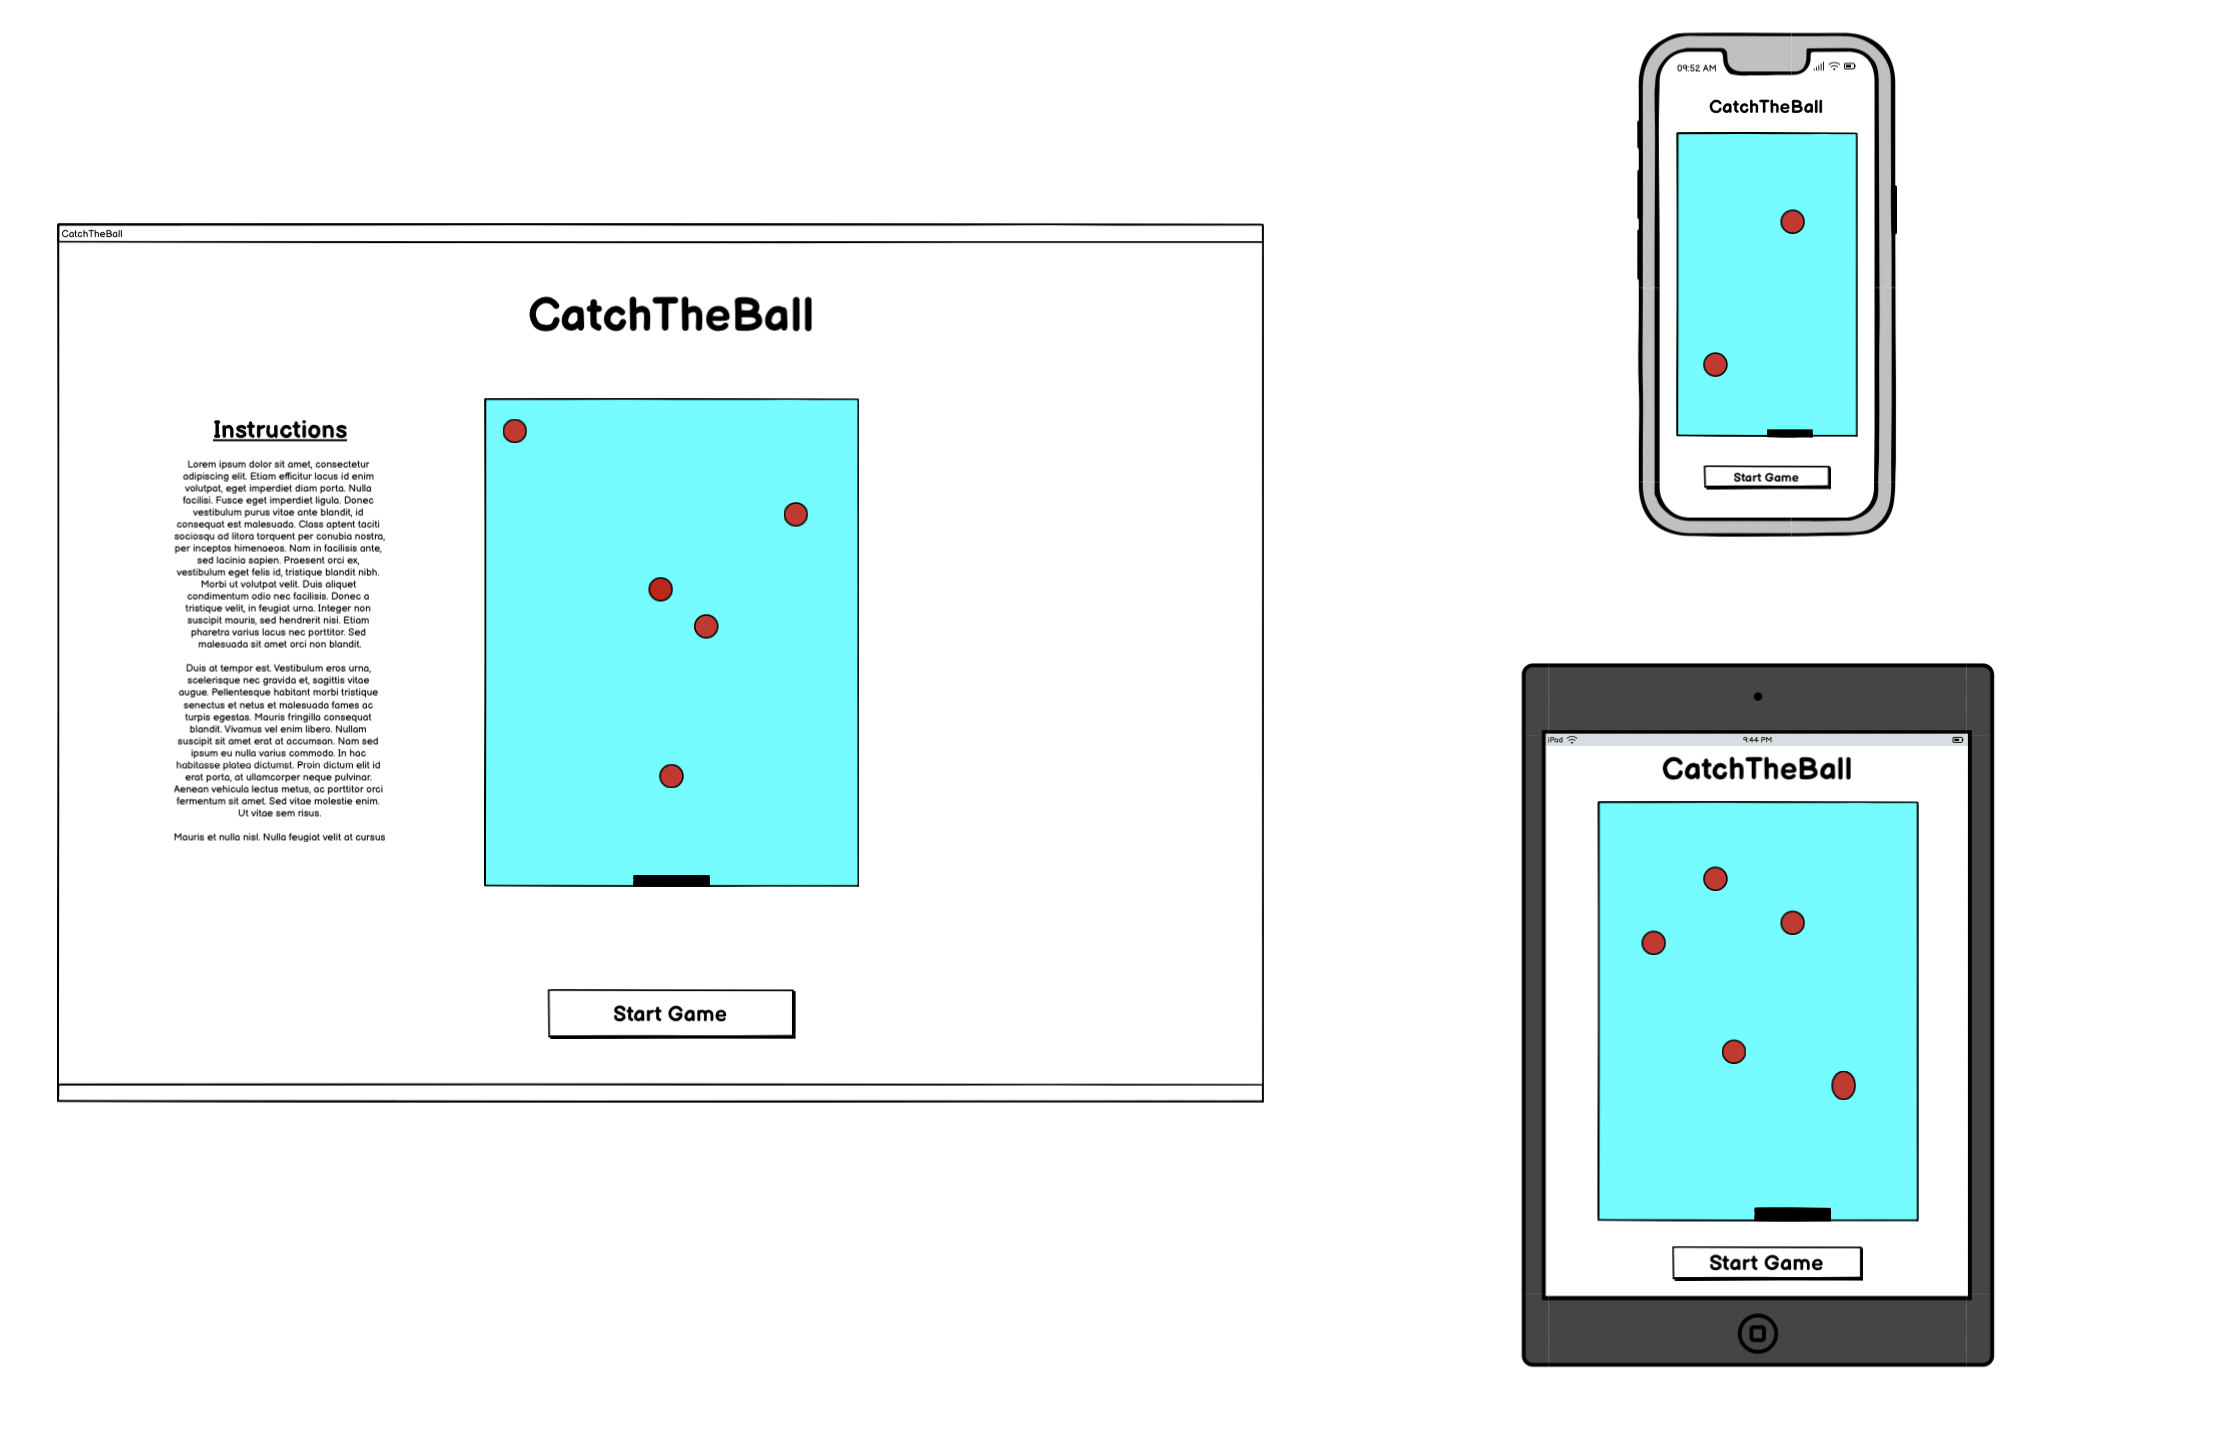 CatchTheBall
CatchTheBall
Instructions
Lorem ipsum dolor sit amet, consectetur
adipiscing elit. Etiam efficitur lacus id enim
volutpat, eget imperdiet diam porta. Nulla
facilisi. Fusce eget imperdiet ligula. Donec
vestibulum purus vitae ante blandit, id
consequat est malesuada. Class aptent taciti
sociosqu ad litora torquent per conubia nostra,
per inceptos himenaeos. Nam in facilisis ante,
sed lacinia sapien. Praesent orci ex,
vestibulum eget felis id, tristique blandit nibh.
Morbi ut volutpat velit. Duis aliquet
condimentum odio nec facilisis. Donec a
tristique velit, in feugiat urna. Integer non
suscipit mauris, sed hendrerit nisi. Etiam
pharetra varius lacus nec porttitor. Sed
malesuada sit amet orci non blandit.
Duis at tempor est. Vestibulum eros urna,
scelerisque nec gravida et, sagittis vitae
augue. Pellentesque habitant morbi tristique
senectus et netus et malesuada fames ac
turpis egestas. Mauris fringilla consequat
blandit. Vivamus vel enim libero. Nullam
suscipit sit amet erat at accumsan. Nam sed
ipsum eu nulla varius commodo. In hac
habitasse platea dictumst. Proin dictum elit id
erat porta, at ullamcorper neque pulvinar.
Aenean vehicula lectus metus, ac porttitor orci
fermentum sit amet. Sed vitae molestie enim.
Ut vitae sem risus.
Mauris et nulla nisl. Nulla feugiat velit at cursus
Start Game
09:52 AM
CatchTheBall
Start Game
iPod
9:44 PM
CatchTheBall
Start Game